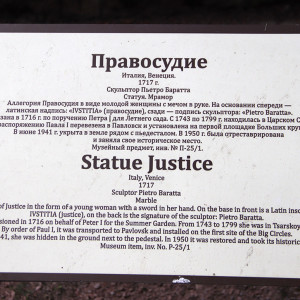 Правосудие
Италия, Венеция.
1717 г.
Скульптор Пьетро Баратта
Статуя. Мрамор
Аллегория Правосудия в виде молодой женщины с мечом в руке. На основании спереди –
латинская надпись: «IVSTITIA» (правосудие), сзади — подпись скульптора: «Pietro Baratta».
зана в 1716 г. по поручению Петра I для Летнего сада. С 1743 по 1799 г. находилась в Царском С
распоряжению Павла I перевезена в Павловск и установлена на первой площадке Больших круг
В июне 1941 г. укрыта в земле рядом с пьедесталом. В 1950 г. была отреставрирована
и заняла свое историческое место.
Музейный предмет, инв. № П-25/1.
Statue Justice
Italy, Venice
1717
Sculptor Pietro Baratta
Marble
of Justice in the form of a young woman with a sword in her hand. On the base in front is a Latin insc
IVSTITIA (Justice), on the back is the signature of the sculptor: Pietro Baratta.
ssioned in 1716 on behalf of Peter I for the Summer Garden. From 1743 to 1799 she was in Tsarskoy
By order of Paul I, it was transported to Pavlovsk and installed on the first site of the Big Circles.
41, she was hidden in the ground next to the pedestal. In 1950 it was restored and took its historic
Museum item, inv. No. P-25/1